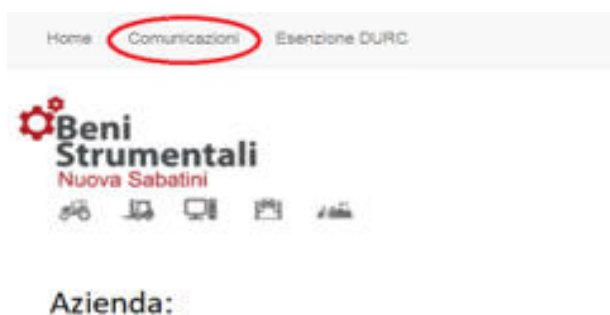 Home Comunicazioni Esenzione DURC
Beni
Strumentali
Nuova Sabatini
Azienda: